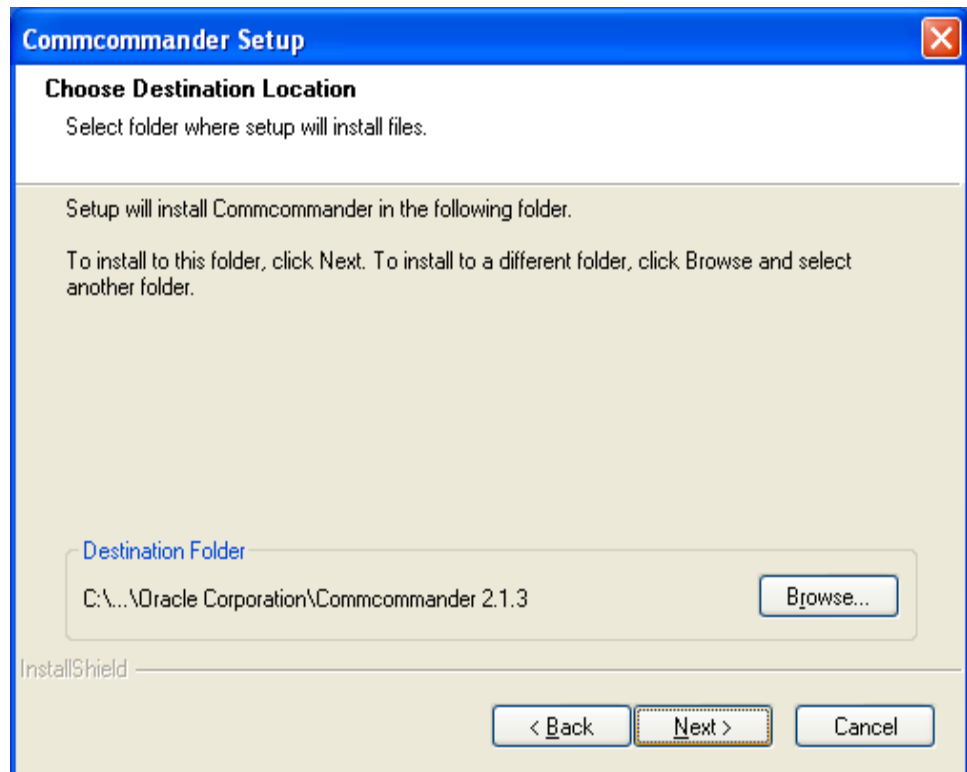 Commcommander Setup
Choose Destination Location
Select folder where setup will install files.
Setup will install Commcommander in the following folder.
To install to this folder, click Next. To install to a different folder, click Browse and select
another folder.
Destination Folder
C:\...\Oracle Corporation\Commcommander 2.1.3
Browse...
InstallShield
< Back
Next >
Cancel